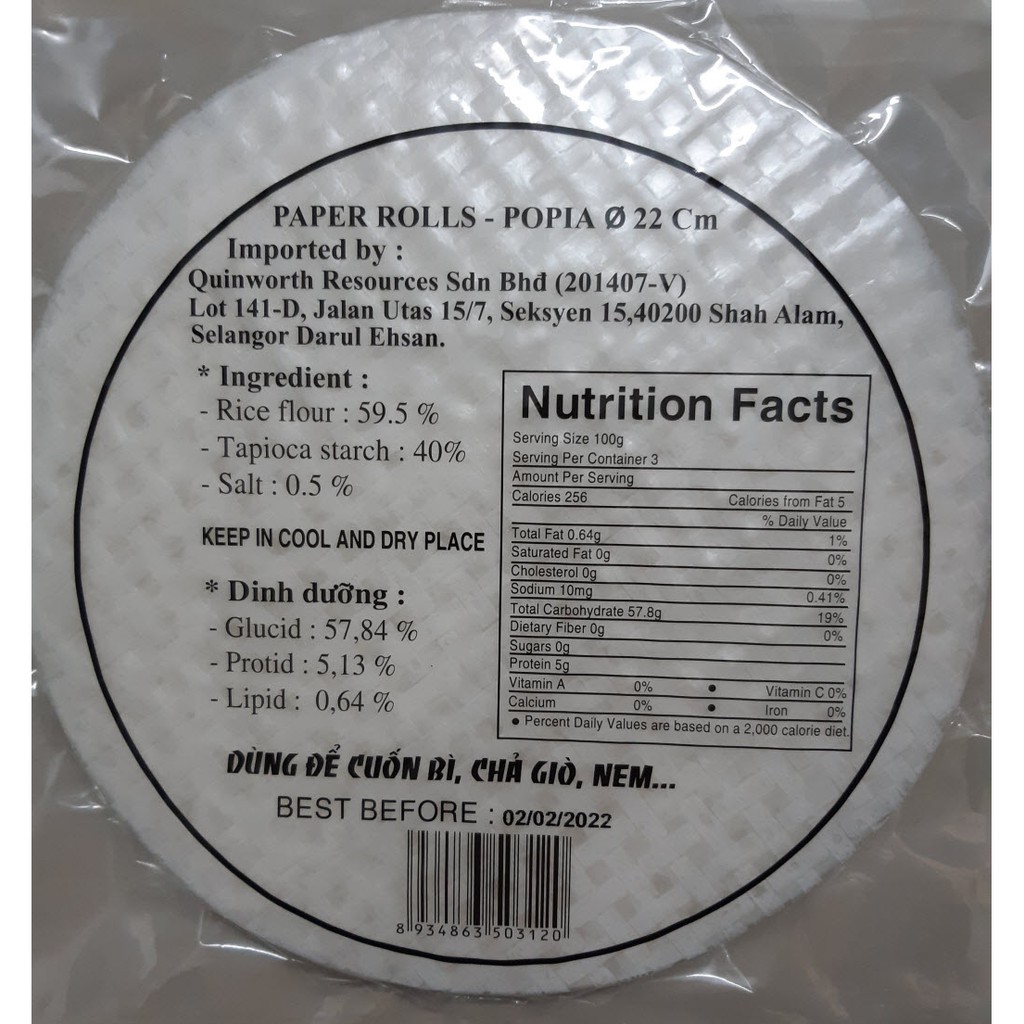 PAPER ROLLS - POPIA Ø 22 Cm
Imported by :
Quinworth Resources Sdn Bhđ (201407-V)
Lot 141-D, Jalan Utas 15/7, Seksyen 15,40200 Shah Alam,
Selangor Darul Ehsan.
* Ingredient :
- Rice flour : 59.5 %
- Tapioca starch : 40%
- Salt : 0.5 %
KEEP IN COOL AND DRY PLACE
* Dinh dưỡng :
- Glucid : 57,84 %
- Protid : 5,13 %
- Lipid : 0,64 %
Nutrition Facts
Serving Size 100g
Serving Per Container 3
Amount Per Serving
Calories 256 Calories from Fat 5
% Daily Value
Total Fat 0.64g 1%
Saturated Fat 0g 0%
Cholesterol 0g 0%
Sodium 10mg 0.41%
Total Carbohydrate 57.8g 19%
Dietary Fiber 0g 0%
Sugars 0g
Protein 5g
Vitamin A 0% • Vitamin C 0%
Calcium 0% • Iron 0%
• Percent Daily Values are based on a 2,000 calorie diet.
DÙNG ĐỂ CUỐN BÌ, CHẢ GIÒ, NEM...
BEST BEFORE : 02/02/2022
8 934863 503120